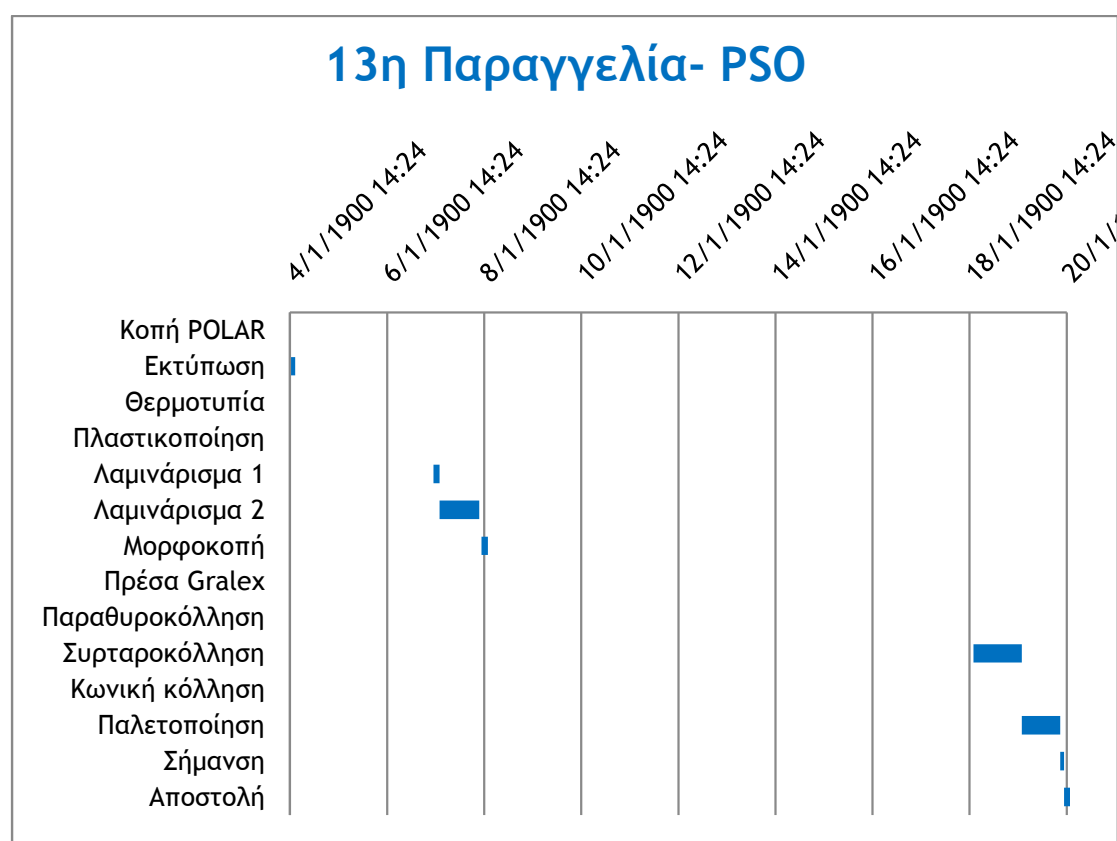 13η Παραγγελία- PSO
4/1/1900 14:24
6/1/1900 14:24
8/1/1900 14:24
10/1/1900 14:24
12/1/1900 14:24
14/1/1900 14:24
16/1/1900 14:24
18/1/1900 14:24
20/1/1
Κοπή POLAR
Εκτύπωση
Θερμοτυπία
Πλαστικοποίηση
Λαμινάρισμα 1
Λαμινάρισμα 2
Μορφοκοπή
Πρέσα Gralex
Παραθυροκόλληση
Συρταροκόλληση
Κωνική κόλληση
Παλετοποίηση
Σήμανση
Αποστολή